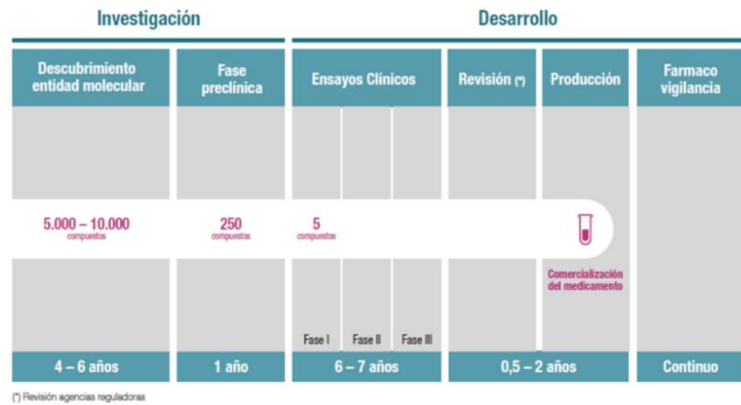 Investigación
Desarrollo
Descubrimiento
entidad molecular
Fase
preclínica
Ensayos Clínicos
Revisión (*)
Producción
Farmaco
vigilancia
5.000 – 10.000
compuestos
250
compuestos
5
compuestos
Comercialización
del medicamento
Fase I
Fase II
Fase III
4 – 6 años
1 año
6 – 7 años
0,5 – 2 años
Continuo
(*) Revisión agencias reguladoras